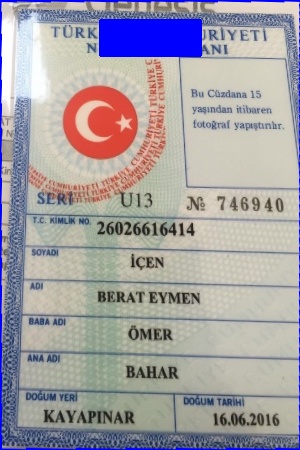 TÜRK URİYETİ
N ANI
Bu Cüzdana 15
yaşından itibaren
fotoğraf yapıştırılır.
SERİ U13 № 746940
T.C. KİMLİK NO. 26026616414
SOYADI
İÇEN
ADI
BERAT EYMEN
BABA ADI
ÖMER
ANA ADI
BAHAR
DOĞUM YERİ DOĞUM TARİHİ
KAYAPINAR 16.06.2016